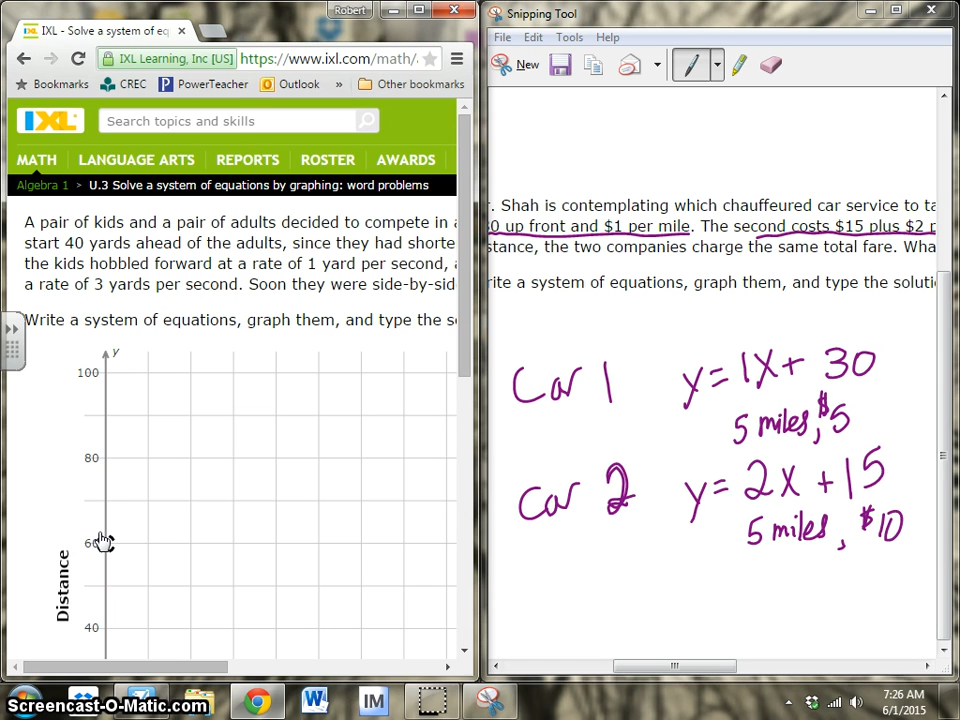 Robert
IXL - Solve a system of eq
IXL Learning, Inc [US] https://www.ixl.com/math/
Bookmarks CREC PowerTeacher Outlook » Other bookmarks
IXL Search topics and skills
MATH LANGUAGE ARTS REPORTS ROSTER AWARDS
Algebra 1 > U.3 Solve a system of equations by graphing: word problems
A pair of kids and a pair of adults decided to compete in a
start 40 yards ahead of the adults, since they had shorte
the kids hobbled forward at a rate of 1 yard per second, a
a rate of 3 yards per second. Soon they were side-by-sid
Write a system of equations, graph them, and type the s
y
100
80
60
40
Distance
Snipping Tool
File Edit Tools Help
New
r. Shah is contemplating which chauffeured car service to ta
0 up front and $1 per mile. The second costs $15 plus $2 p
stance, the two companies charge the same total fare. Wha
rite a system of equations, graph them, and type the soluti
Car 1 y=1x+ 30
5 miles, $5
Car 2 y= 2x +15
5 miles, $10
7:26 AM
6/1/2015
Screencast-O-Matic.com
W
IM